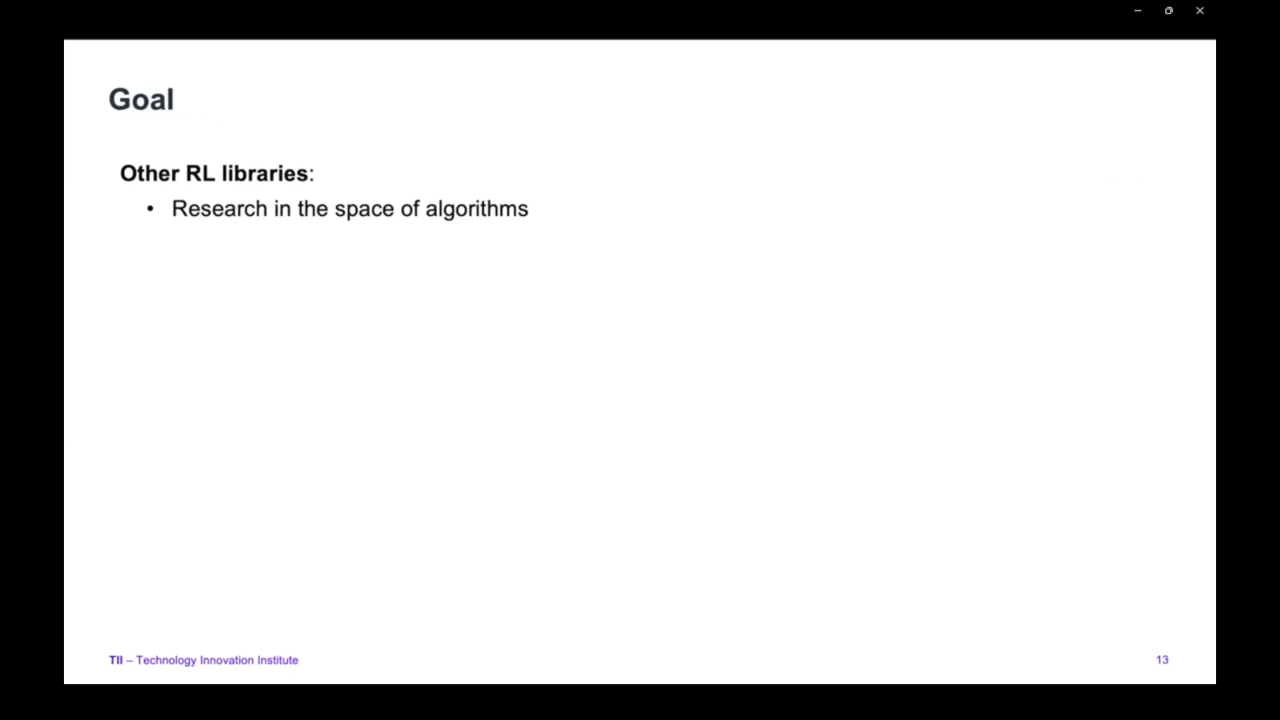 Goal
Other RL libraries:
• Research in the space of algorithms
TII – Technology Innovation Institute
13